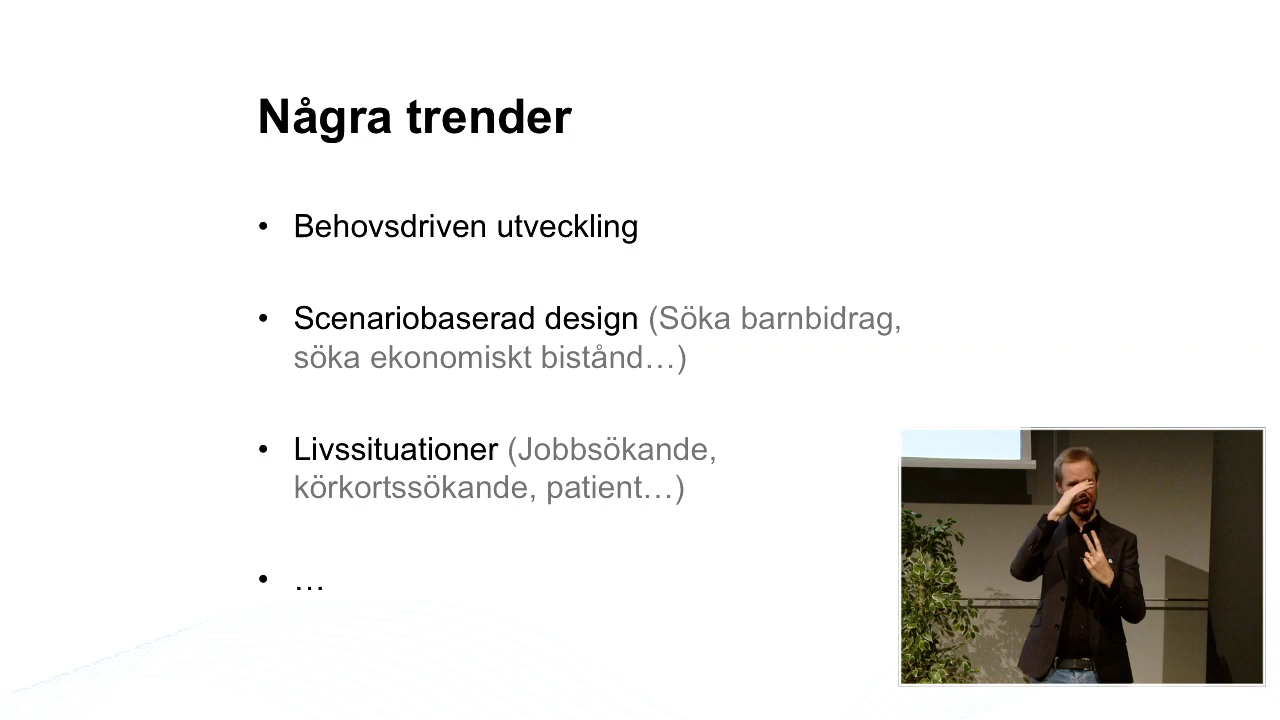 Några trender
• Behovsdriven utveckling
• Scenariobaserad design (Söka barnbidrag,
söka ekonomiskt bistånd…)
• Livssituationer (Jobbsökande,
körkortssökande, patient…)
• …